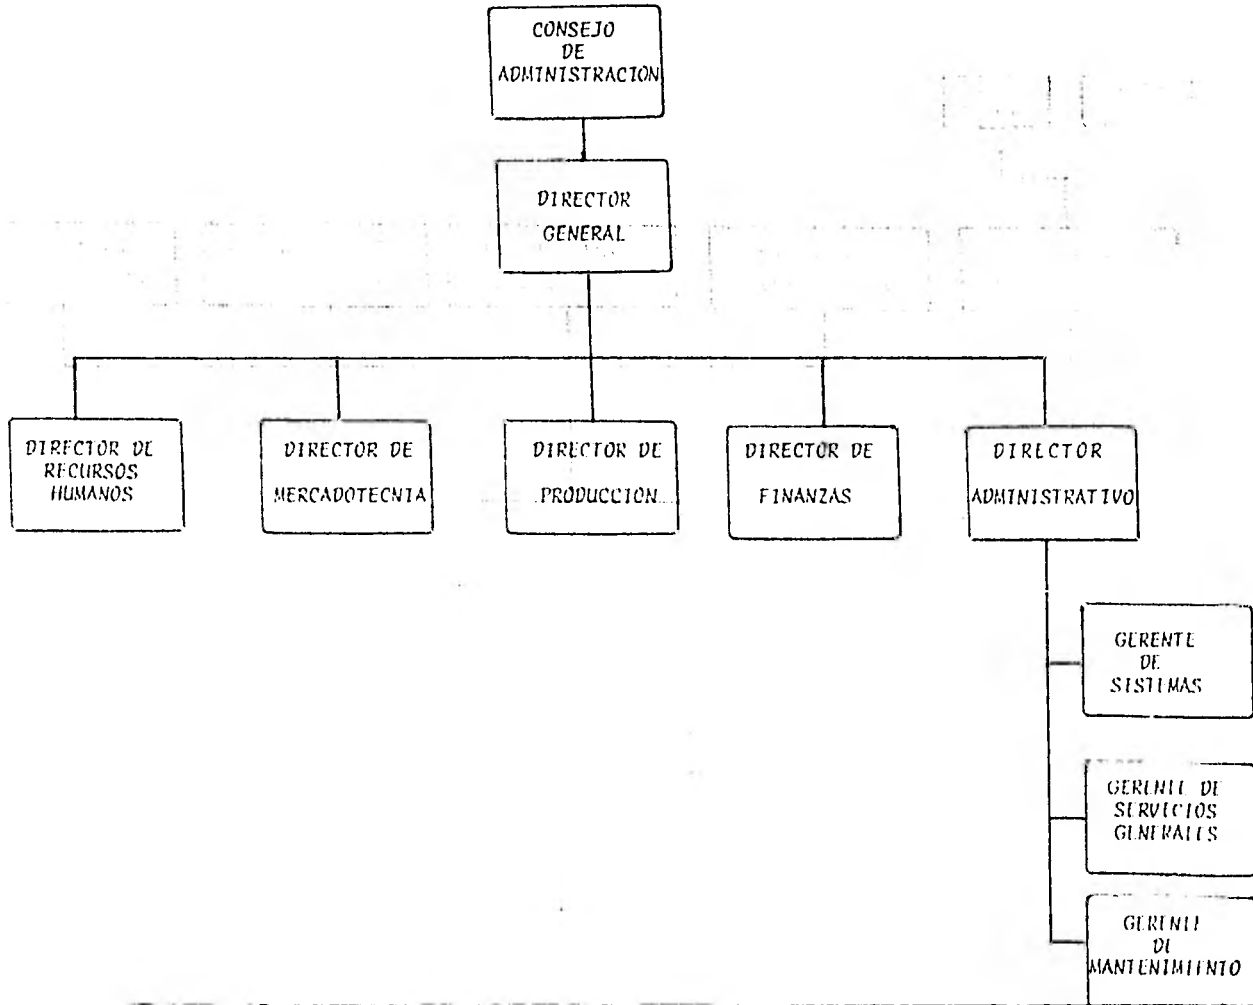 CONSEJO
DE
ADMINISTRACION
DIRECTOR
GENERAL
DIRECTOR DE
RECURSOS
HUMANOS
DIRECTOR DE
MERCADOTECNIA
DIRECTOR DE
PRODUCCION
DIRECTOR DE
FINANZAS
DIRECTOR
ADMINISTRATIVO
GERENTE
DE
SISTEMAS
GERENTE DE
SERVICIOS
GENERALES
GERENTE
DE
MANTENIMIENTO